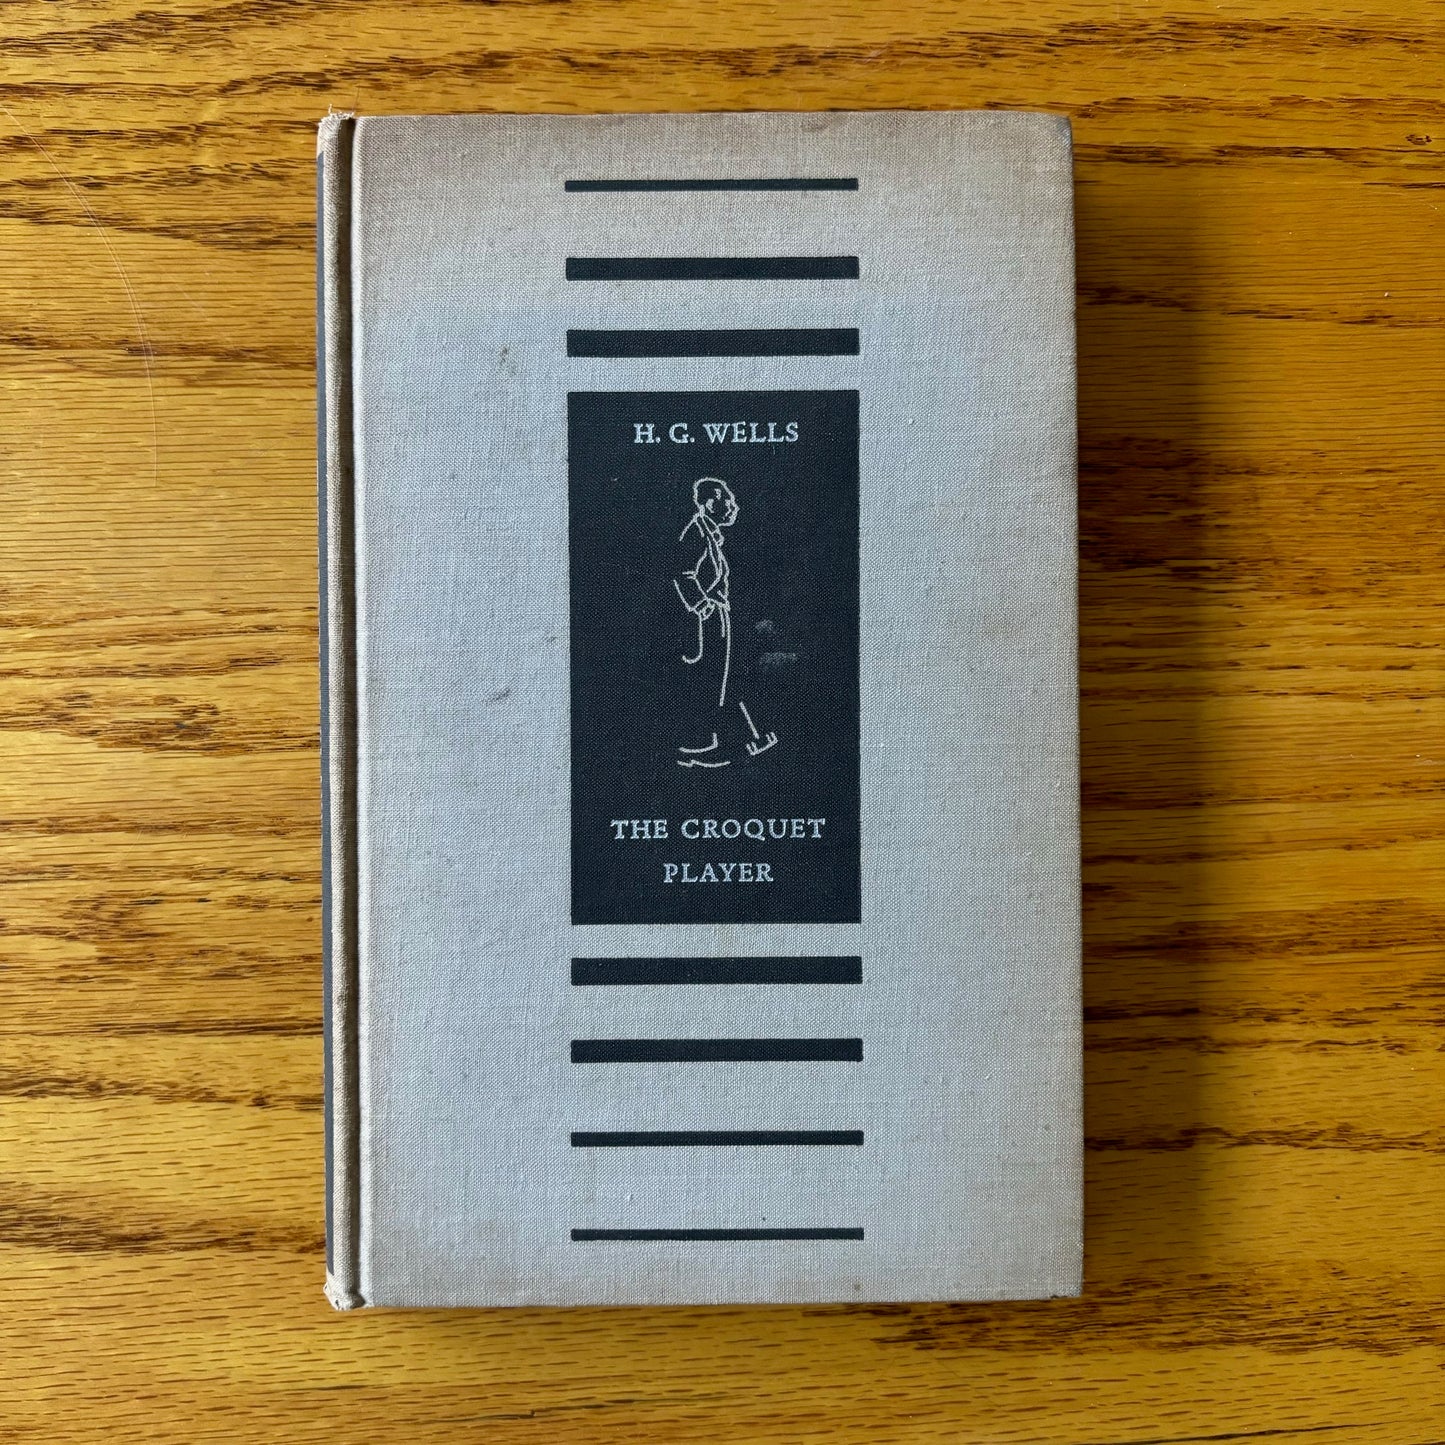 H. G. WELLS
THE CROQUET
PLAYER